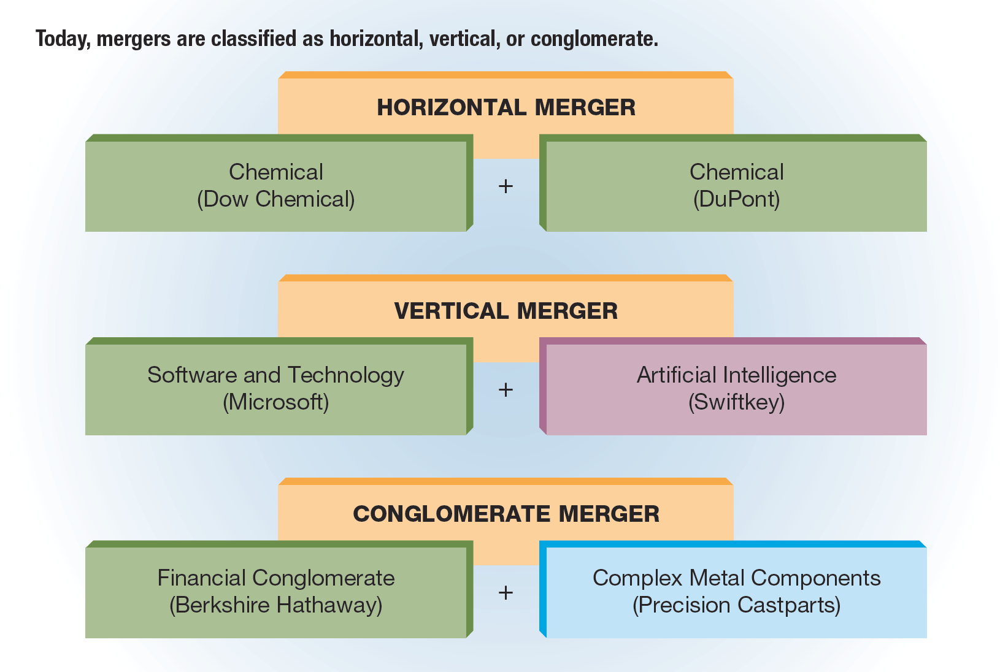 Today, mergers are classified as horizontal, vertical, or conglomerate.
HORIZONTAL MERGER
Chemical
(Dow Chemical)
+
Chemical
(DuPont)
VERTICAL MERGER
Software and Technology
(Microsoft)
+
Artificial Intelligence
(Swiftkey)
CONGLOMERATE MERGER
Financial Conglomerate
(Berkshire Hathaway)
+
Complex Metal Components
(Precision Castparts)